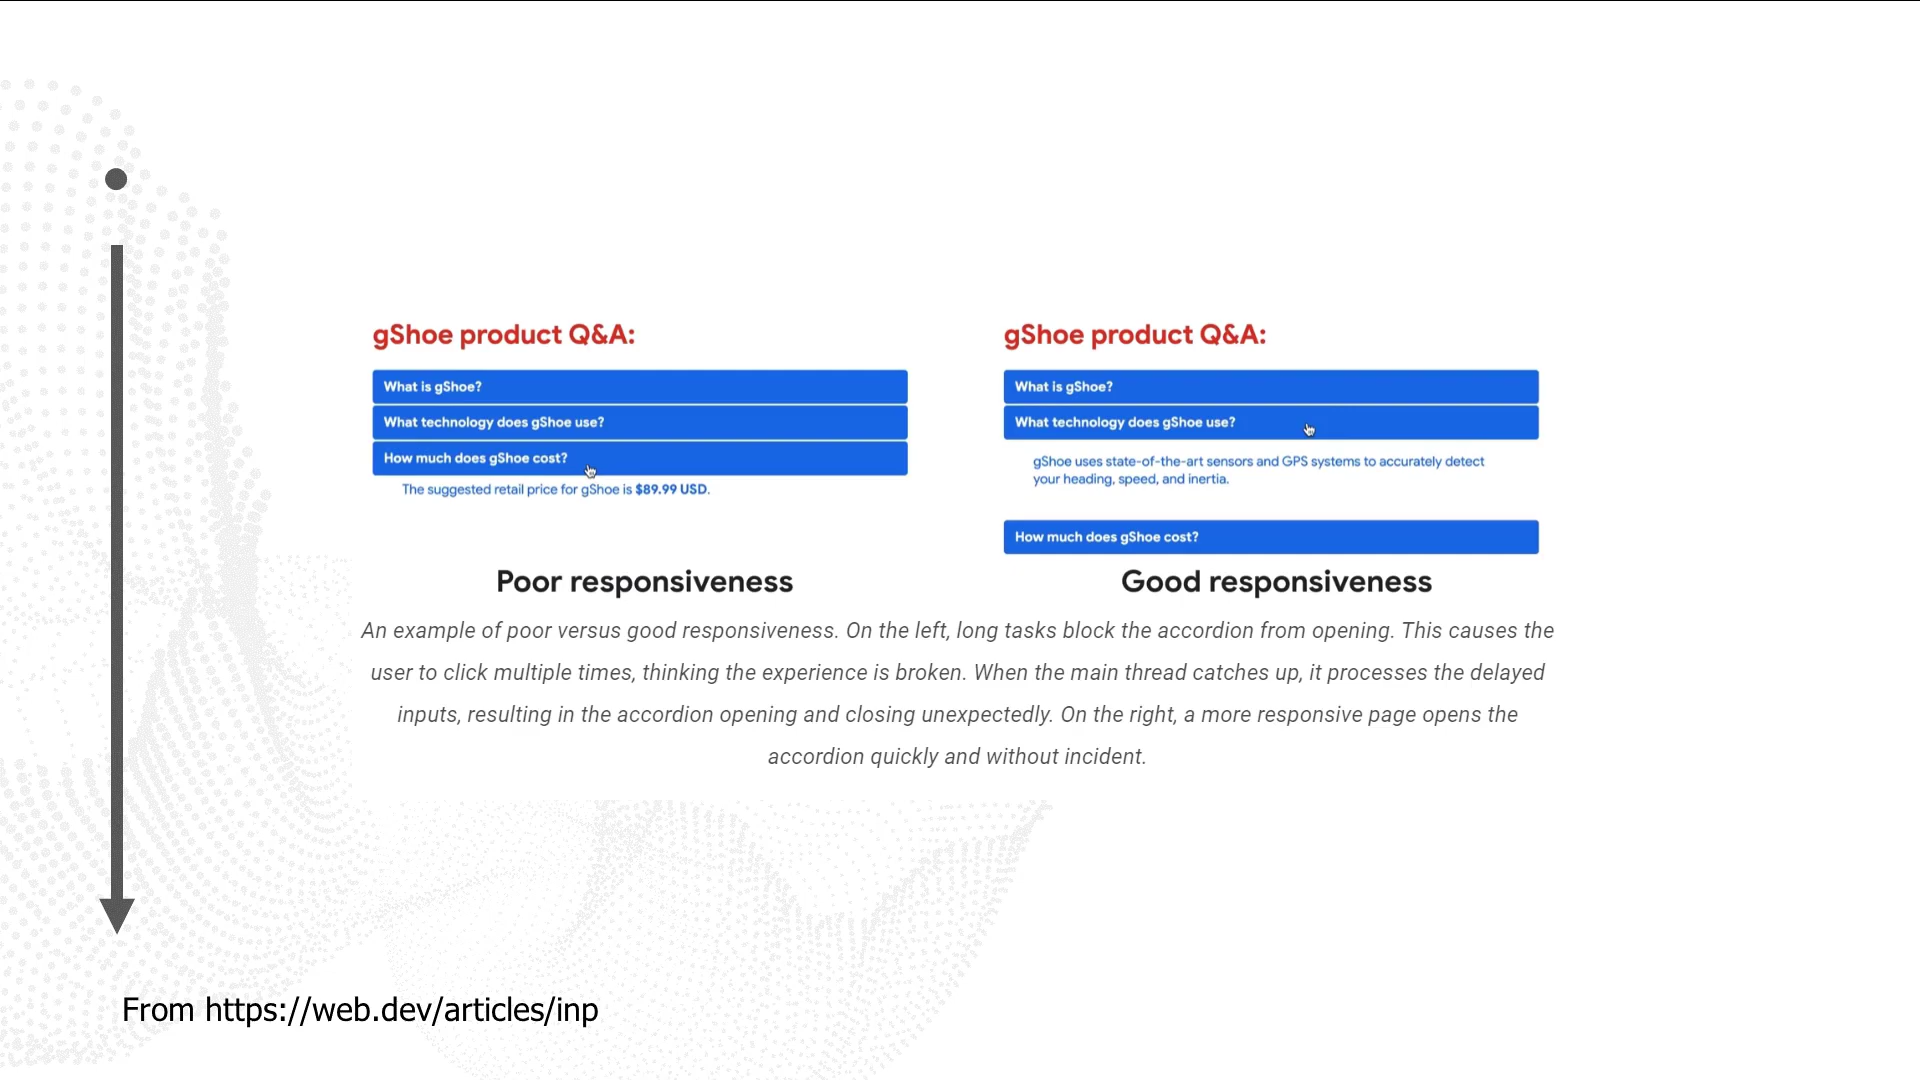 gShoe product Q&A:
What is gShoe?
What technology does gShoe use?
How much does gShoe cost?
The suggested retail price for gShoe is $89.99 USD.
Poor responsiveness
gShoe product Q&A:
What is gShoe?
What technology does gShoe use?
gShoe uses state-of-the-art sensors and GPS systems to accurately detect
your heading, speed, and inertia.
How much does gShoe cost?
Good responsiveness
An example of poor versus good responsiveness. On the left, long tasks block the accordion from opening. This causes the
user to click multiple times, thinking the experience is broken. When the main thread catches up, it processes the delayed
inputs, resulting in the accordion opening and closing unexpectedly. On the right, a more responsive page opens the
accordion quickly and without incident.
From https://web.dev/articles/inp